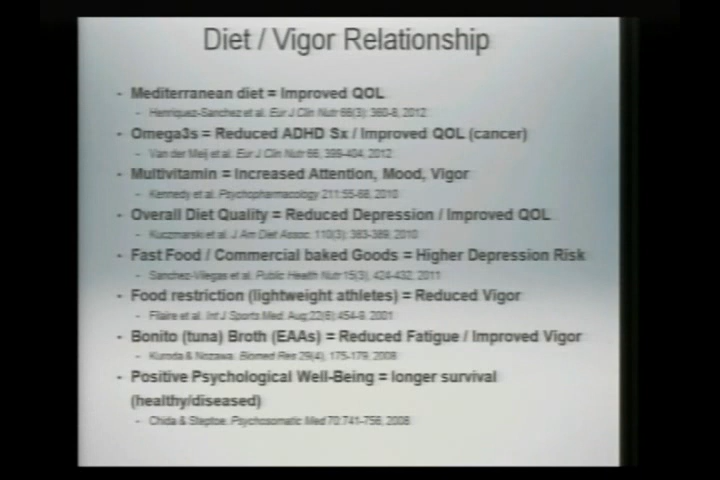 Diet / Vigor Relationship
- Mediterranean diet = Improved QOL
- Henriquez-Sanchez et al. Eur J Clin Nutr 66(3): 360-8, 2012
- Omega3s = Reduced ADHD Sx / Improved QOL (cancer)
- Van der Meij et al. Eur J Clin Nutr 66, 399-404, 2012
- Multivitamin = Increased Attention, Mood, Vigor
- Kennedy et al. Psychopharmacology 211:55-68, 2010
- Overall Diet Quality = Reduced Depression / Improved QOL
- Kuczmarski et al. J Am Diet Assoc. 110(3): 383-389, 2010
- Fast Food / Commercial baked Goods = Higher Depression Risk
- Sanchez-Villegas et al. Public Health Nutr 15(3), 424-432, 2011
- Food restriction (lightweight athletes) = Reduced Vigor
- Filaire et al. Int J Sports Med. Aug;22(6):454-9. 2001
- Bonito (tuna) Broth (EAAs) = Reduced Fatigue / Improved Vigor
- Kuroda & Nozawa. Biomed Res 29(4), 175-179, 2008
- Positive Psychological Well-Being = longer survival
(healthy/diseased)
- Chida & Steptoe. Psychosomatic Med 70:741-756, 2008